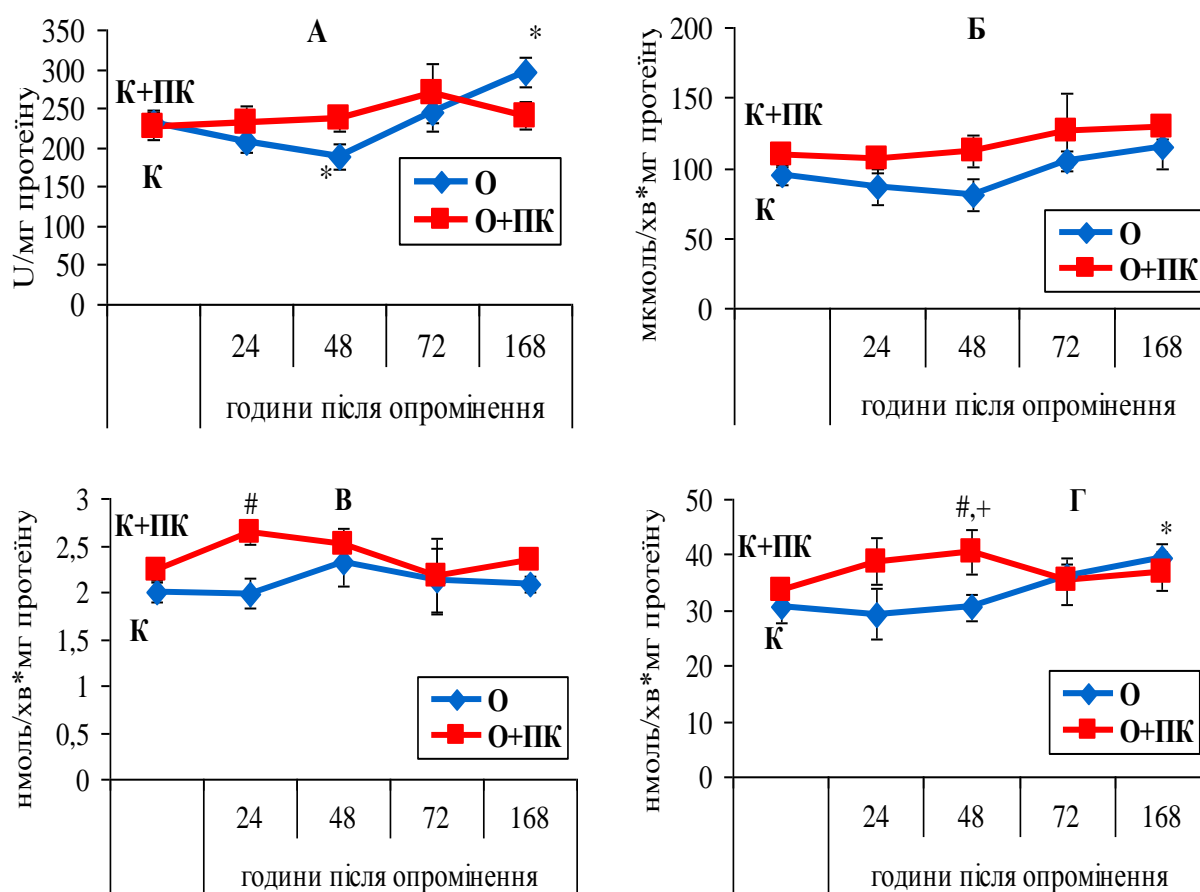 А
U/мг протеїну
350
300
250
200
150
100
50
0
К+ПК
К
*
*
О
О+ПК
24 48 72 168
години після опромінення
Б
мкмоль/хв*мг протеїну
200
150
100
50
0
К+ПК
К
О
О+ПК
24 48 72 168
години після опромінення
В
нмоль/хв*мг протеїну
3
2,5
2
1,5
1
0,5
0
К+ПК
К
#
О
О+ПК
24 48 72 168
години після опромінення
Г
нмоль/хв*мг протеїну
50
40
30
20
10
0
К+ПК
К
#,+
*
О
О+ПК
24 48 72 168
години після опромінення